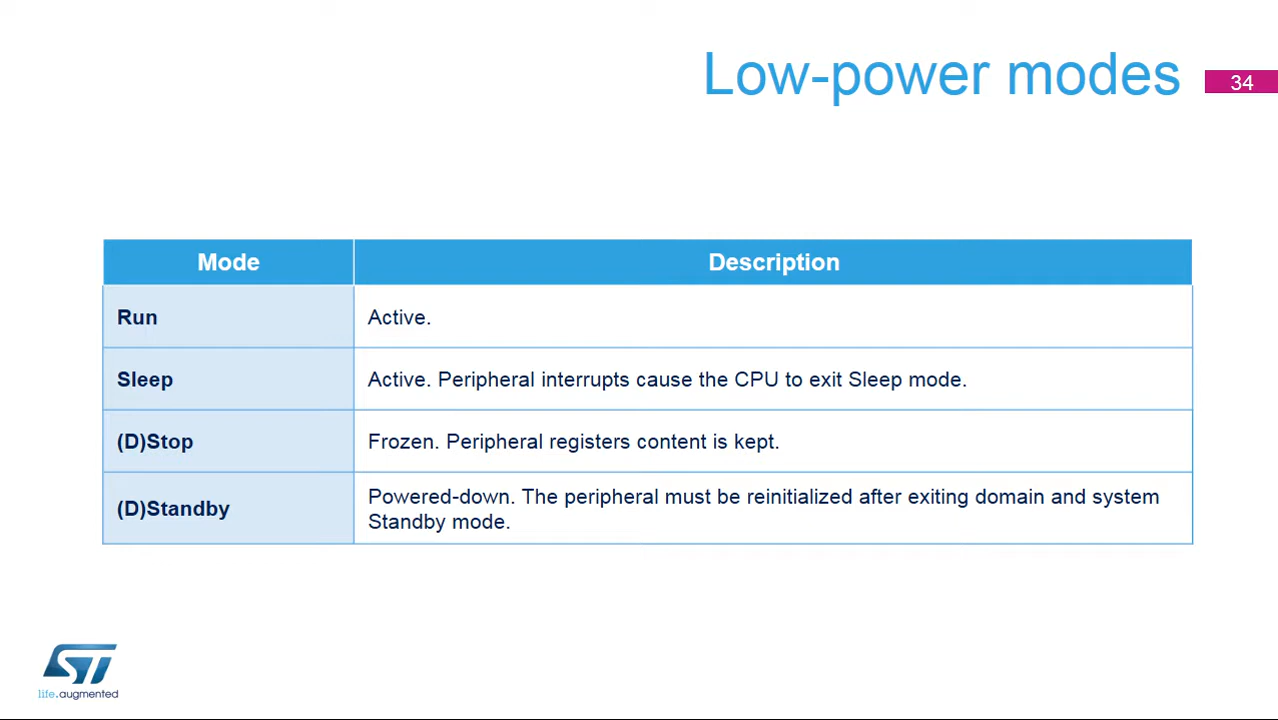 Low-power modes
34
Mode Description
Run Active.
Sleep Active. Peripheral interrupts cause the CPU to exit Sleep mode.
(D)Stop Frozen. Peripheral registers content is kept.
(D)Standby Powered-down. The peripheral must be reinitialized after exiting domain and system
Standby mode.
ST
life.augmented